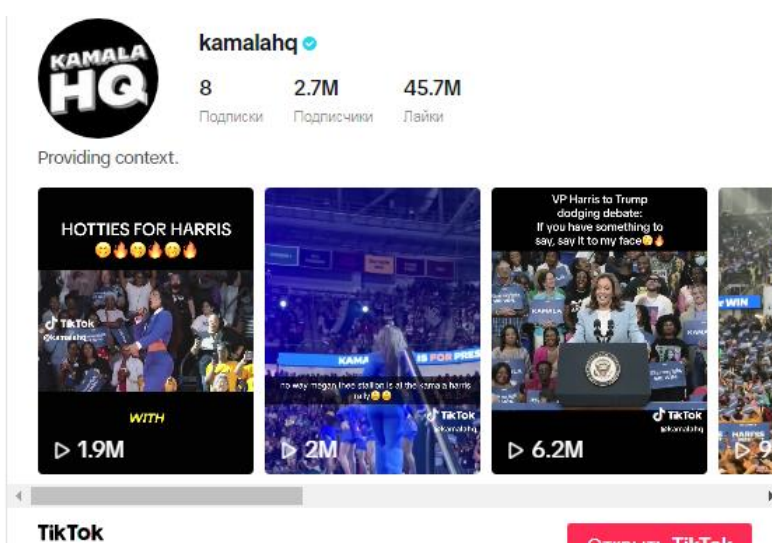 KAMALA
HQ
kamalahq
8
2.7M
45.7M
Подписки
Подписчики
Лайки
Providing context.
HOTTIES FOR HARRIS
TikTok
@kamalahq
WITH
1.9M
KAMA
IS FOR PRES
no way megan thee stallion is at the kamala harris
rally
TikTok
@kamalahq
2M
VP Harris to Trump
dodging debate:
If you have something to
say, say it to my face
KAMALA
TikTok
@kamalahq
6.2M
WIN
9
TikTok
Открыть TikTok